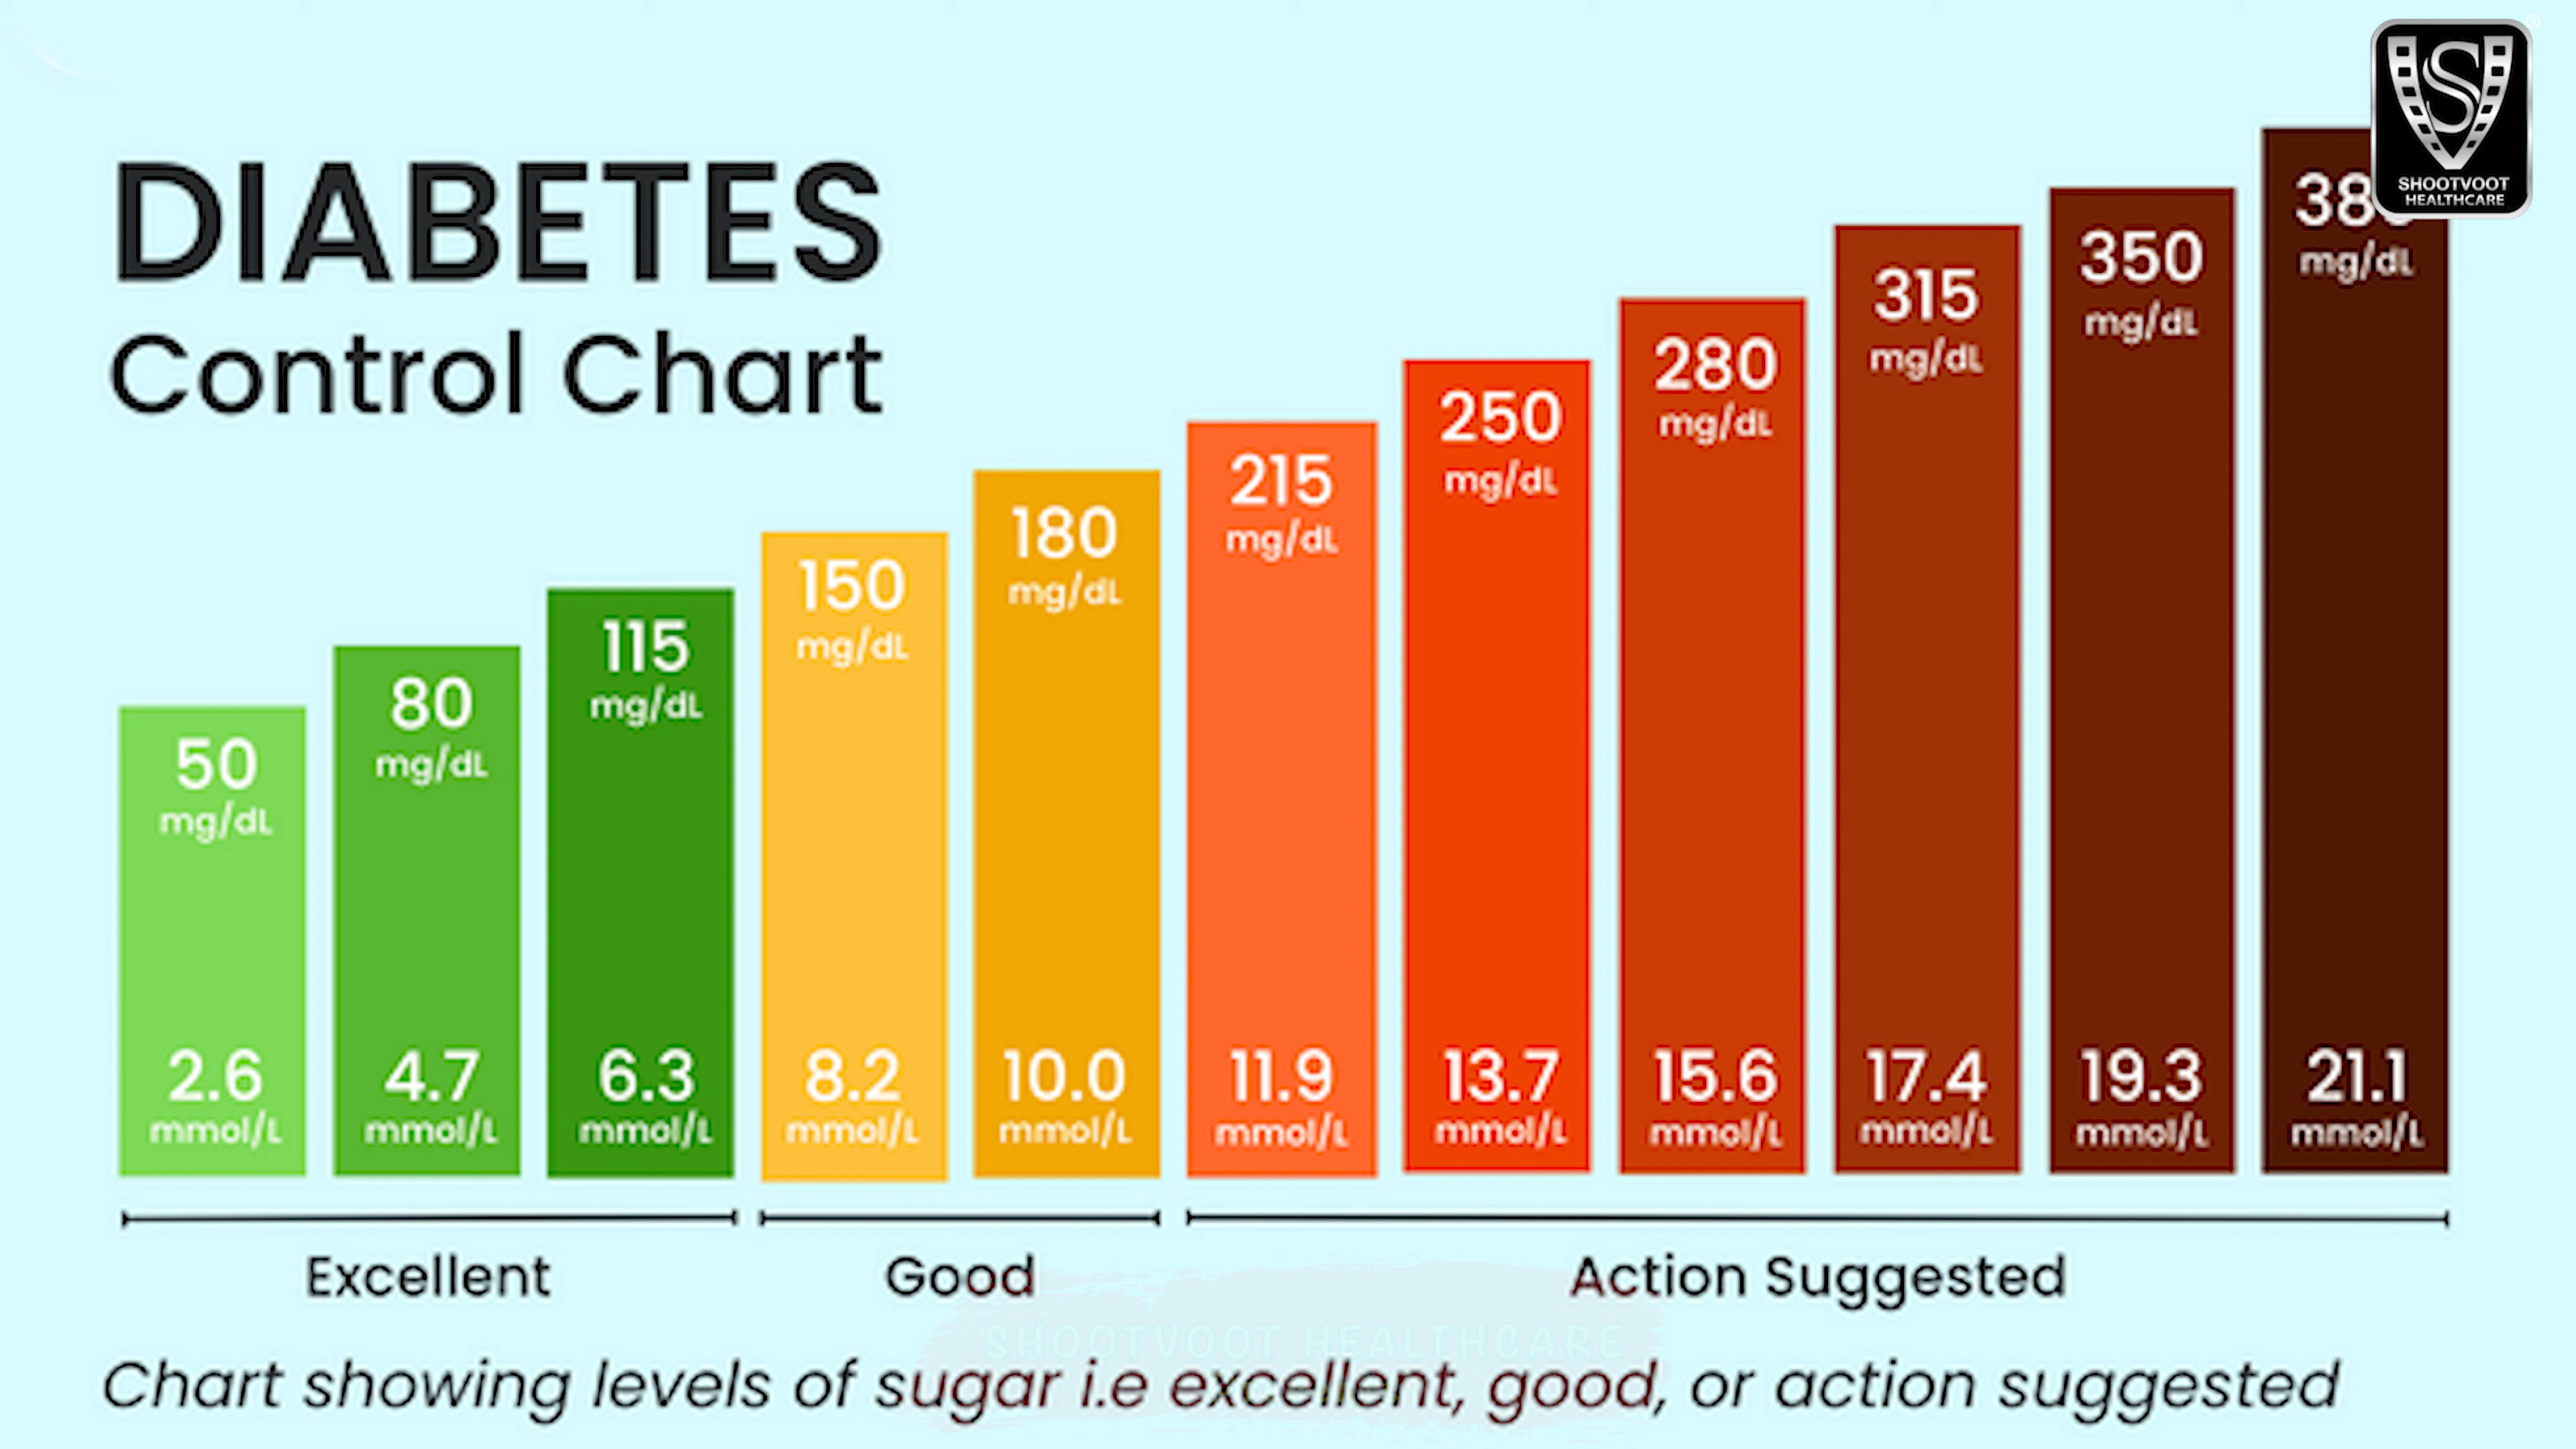 DIABETES
Control Chart
SHOOTVOOT
HEALTHCARE
50
mg/dL
2.6
mmol/L
80
mg/dL
4.7
mmol/L
115
mg/dL
6.3
mmol/L
150
mg/dL
8.2
mmol/L
180
mg/dL
10.0
mmol/L
215
mg/dL
11.9
mmol/L
250
mg/dL
13.7
mmol/L
280
mg/dL
15.6
mmol/L
315
mg/dL
17.4
mmol/L
350
mg/dL
19.3
mmol/L
mg/dL
21.1
mmol/L
Excellent
Good
Action Suggested
SHOOTVOOT HEALTHCARE
Chart showing levels of sugar i.e excellent, good, or action suggested